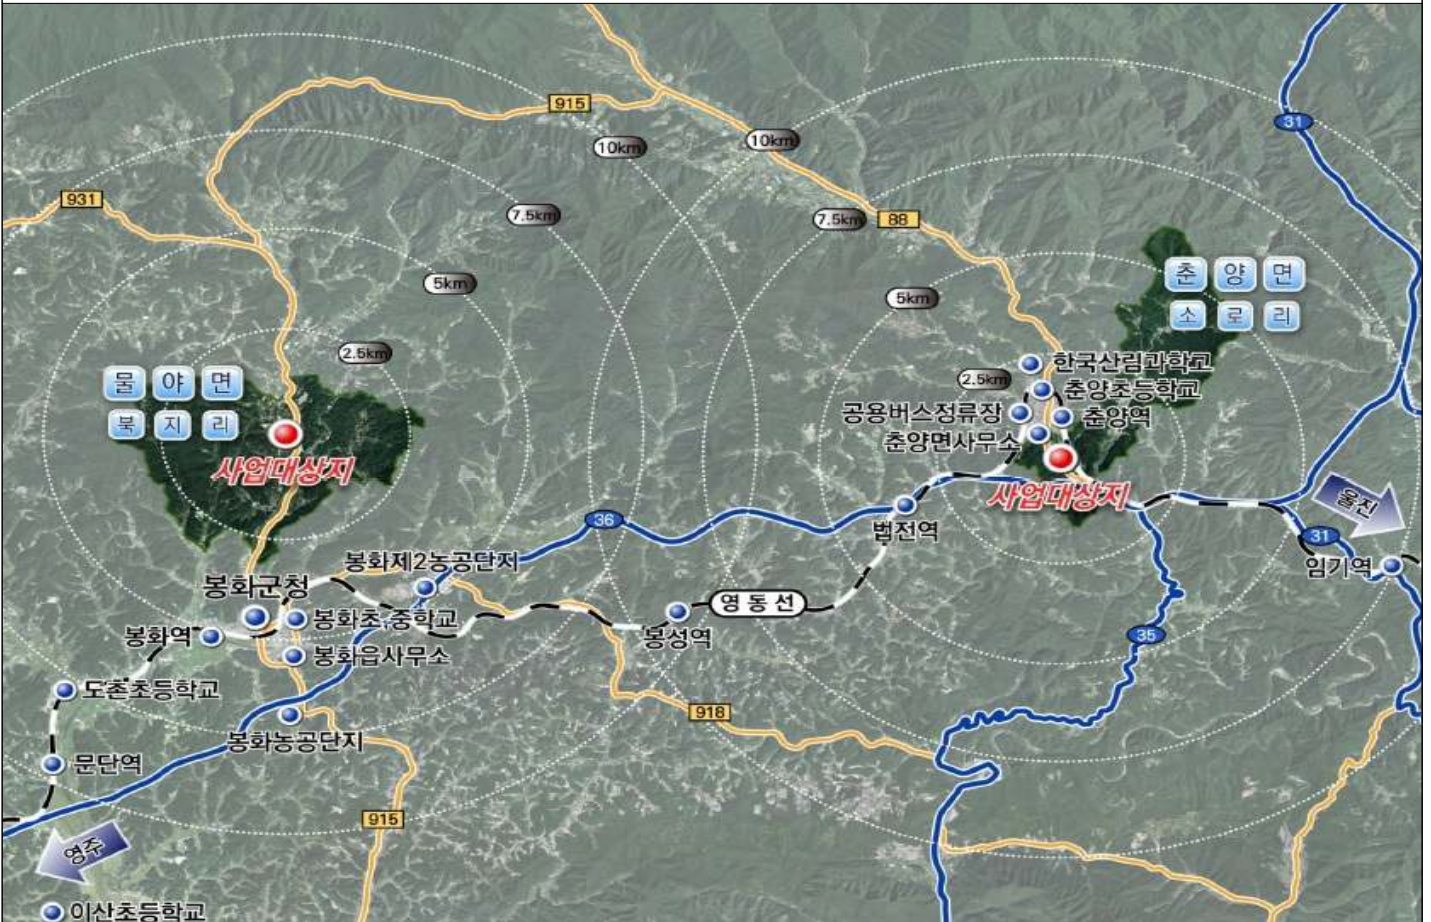 915
31
10km
10km
931
7.5km
7.5km
88
5km
5km
춘양면
소로리
2.5km
2.5km
한국산림과학고
춘양초등학교
공용버스정류장
춘양역
춘양면사무소
물야면
북지리
사업대상지
사업대상지
울진
36
법전역
31
임기역
봉화제2농공단지
봉화군청
영동선
봉화초,중학교
봉화역
봉성역
35
봉화읍사무소
도촌초등학교
918
봉화농공단지
문단역
915
영주
이산초등학교